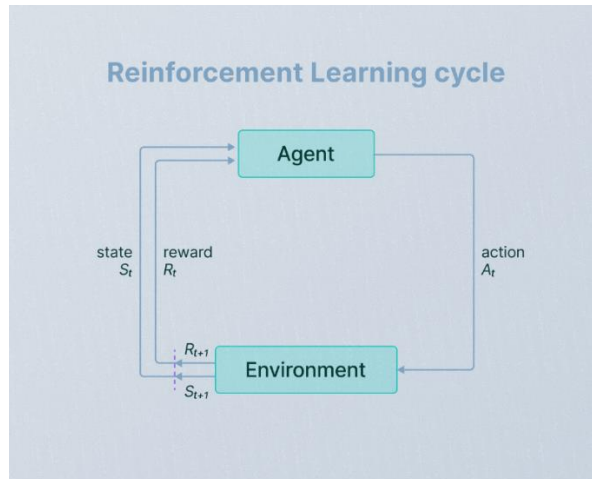 Reinforcement Learning cycle
Agent
state
Sₜ
reward
Rₜ
action
Aₜ
Rₜ₊₁
Environment
Sₜ₊₁